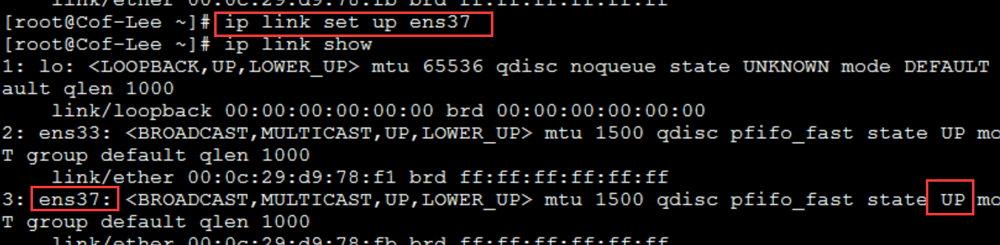 link/ether 00:0c:29:d9:78:fb brd ff:ff:ff:ff:ff:ff
[root@Cof-Lee ~]# ip link set up ens37
[root@Cof-Lee ~]# ip link show
1: lo: <LOOPBACK,UP,LOWER_UP> mtu 65536 qdisc noqueue state UNKNOWN mode DEFAULT
ault qlen 1000
    link/loopback 00:00:00:00:00:00 brd 00:00:00:00:00:00
2: ens33: <BROADCAST,MULTICAST,UP,LOWER_UP> mtu 1500 qdisc pfifo_fast state UP mo
T group default qlen 1000
    link/ether 00:0c:29:d9:78:f1 brd ff:ff:ff:ff:ff:ff
3: ens37: <BROADCAST,MULTICAST,UP,LOWER_UP> mtu 1500 qdisc pfifo_fast state UP mo
T group default qlen 1000
    link/ether 00:0c:29:d9:78:fb brd ff:ff:ff:ff:ff:ff